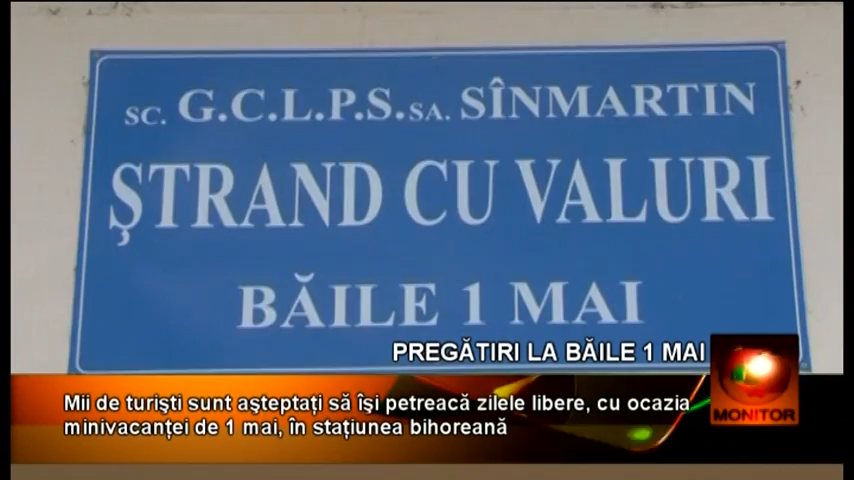 SC. G.C.L.P.S.SA. SÎNMARTIN
ŞTRAND CU VALURI
BĂILE 1 MAI
PREGĂTIRI LA BĂILE 1 MAI
Mii de turişti sunt aşteptaţi să îşi petreacă zilele libere, cu ocazia
minivacanţei de 1 mai, în staţiunea bihoreană
MONITOR